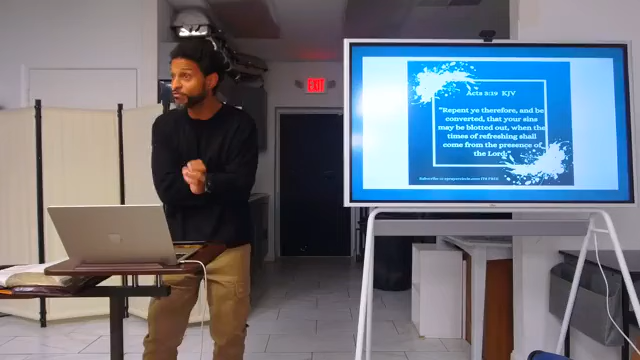 EXIT
Acts 3:19 KJV
"Repent ye therefore, and be
converted, that your sins
may be blotted out, when the
times of refreshing shall
come from the presence of
the Lord;"